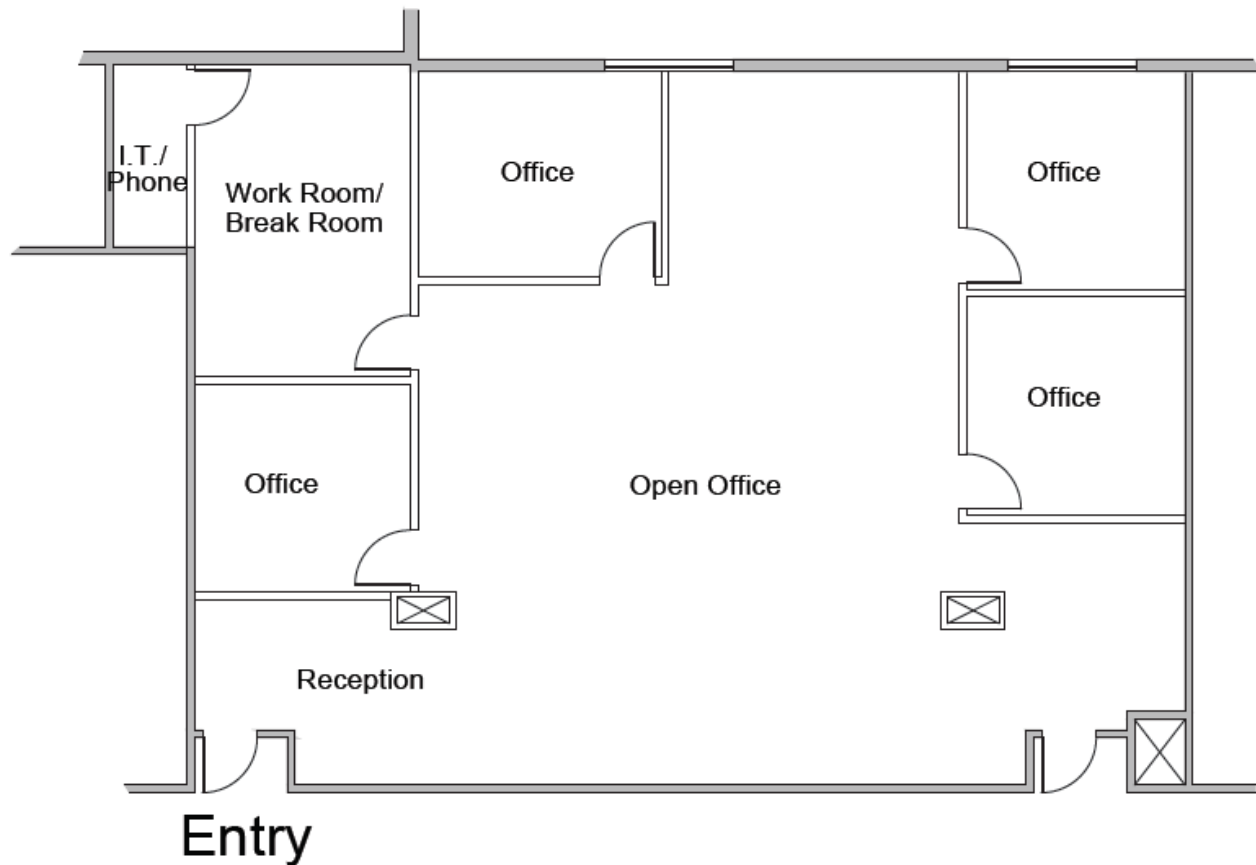 I.T./
Phone
Work Room/
Break Room
Office
Office
Office
Office
Open Office
Reception
Entry